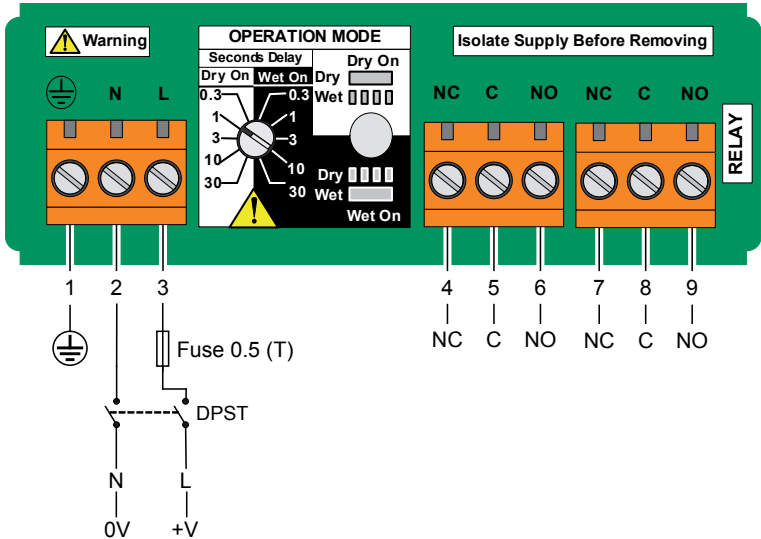 Warning
OPERATION MODE
Isolate Supply Before Removing
Seconds Delay
Dry On Wet On
Dry On
Dry
Wet
0.3 0.3
1 1
3 3
10 10
30 30
Dry
Wet
Wet On
N L
NC C NO NC C NO
RELAY
1 2 3 4 5 6 7 8 9
NC C NO NC C NO
Fuse 0.5 (T)
DPST
N L
0V +V